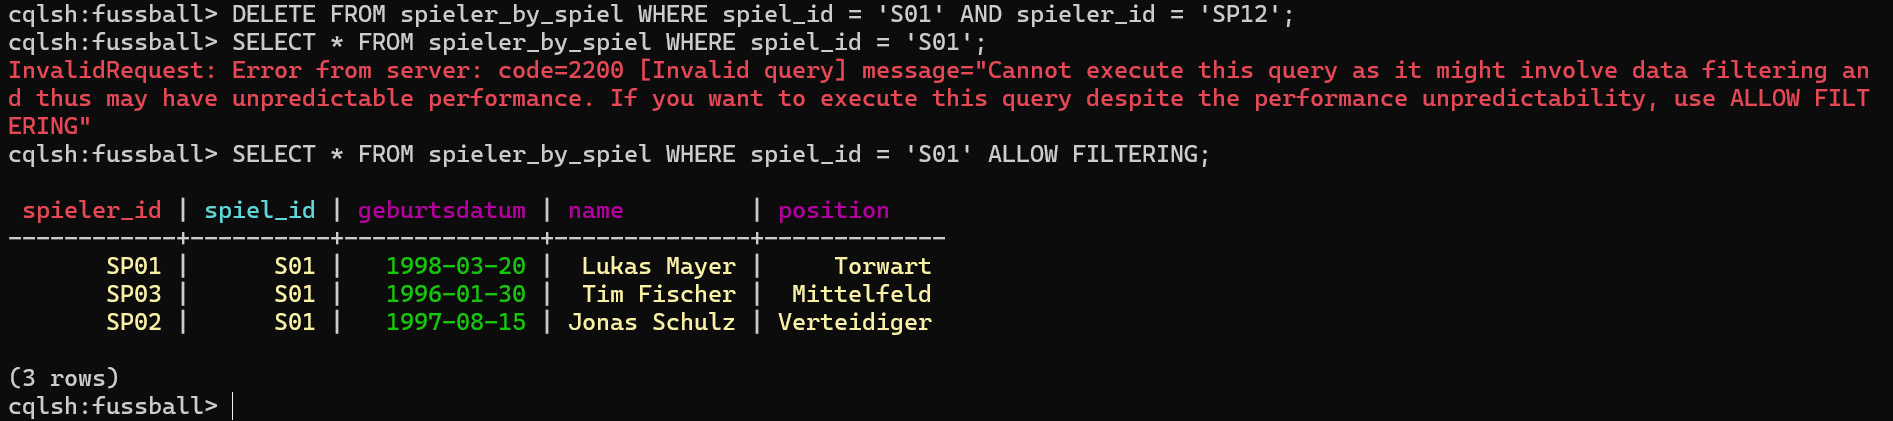 cqlsh:fussball> DELETE FROM spieler_by_spiel WHERE spiel_id = 'S01' AND spieler_id = 'SP12';
cqlsh:fussball> SELECT * FROM spieler_by_spiel WHERE spiel_id = 'S01';
InvalidRequest: Error from server: code=2200 [Invalid query] message="Cannot execute this query as it might involve data filtering an
d thus may have unpredictable performance. If you want to execute this query despite the performance unpredictability, use ALLOW FILT
ERING"
cqlsh:fussball> SELECT * FROM spieler_by_spiel WHERE spiel_id = 'S01' ALLOW FILTERING;
 spieler_id | spiel_id | geburtsdatum | name         | position
------------+----------+--------------+--------------+-------------
       SP01 |      S01 |   1998-03-20 |  Lukas Mayer |     Torwart
       SP03 |      S01 |   1996-01-30 |  Tim Fischer |  Mittelfeld
       SP02 |      S01 |   1997-08-15 | Jonas Schulz | Verteidiger
(3 rows)
cqlsh:fussball>